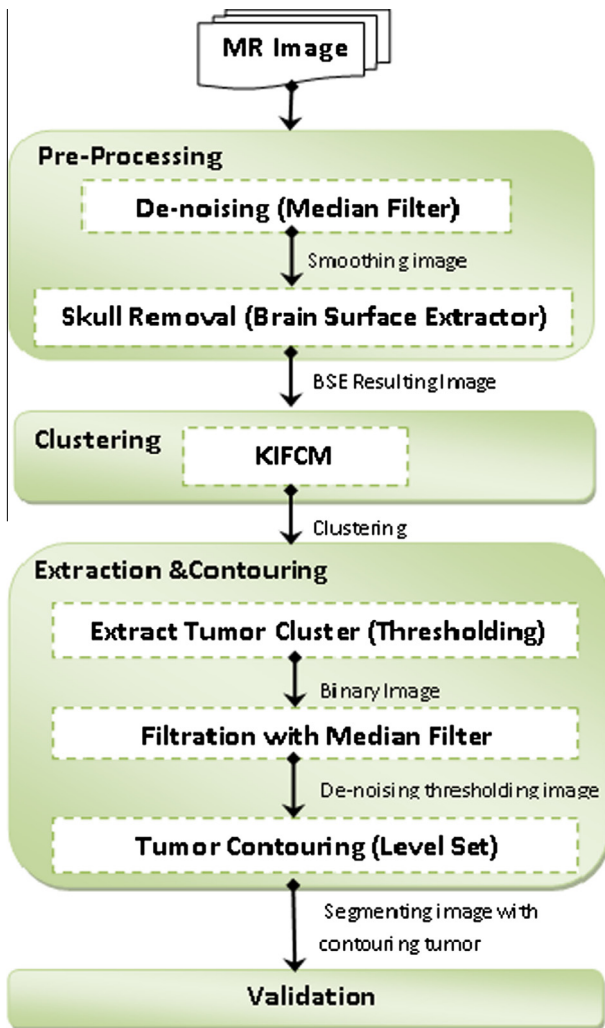 MR Image
Pre-Processing
De-noising (Median Filter)
Smoothing image
Skull Removal (Brain Surface Extractor)
BSE Resulting Image
Clustering
KIFCM
Clustering
Extraction &Contouring
Extract Tumor Cluster (Thresholding)
Binary Image
Filtration with Median Filter
De-noising thresholding image
Tumor Contouring (Level Set)
Segmenting image with
contouring tumor
Validation